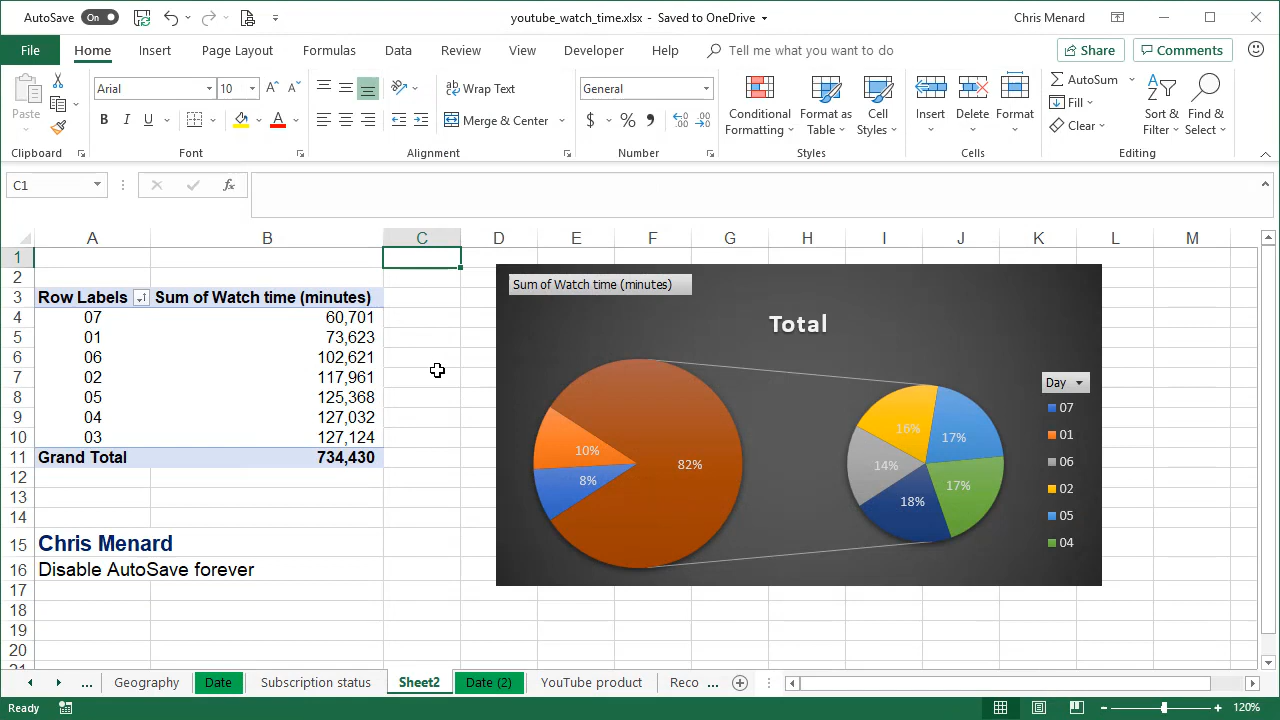 AutoSave On youtube_watch_time.xlsx - Saved to OneDrive Chris Menard
File Home Insert Page Layout Formulas Data Review View Developer Help Tell me what you want to do Share Comments
Paste
Clipboard
Arial 10
B I U A
Font
Wrap Text
Merge & Center
Alignment
General
$ % ,
Number
Conditional Formatting
Format as Table
Cell Styles
Styles
Insert Delete Format
Cells
AutoSum
Fill
Clear
Sort & Filter
Find & Select
Editing
C1 fx
A B C D E F G H I J K L M
1
2
3 Row Labels Sum of Watch time (minutes)
4 07 60,701
5 01 73,623
6 06 102,621
7 02 117,961
8 05 125,368
9 04 127,032
10 03 127,124
11 Grand Total 734,430
12
13
14
15 Chris Menard
16 Disable AutoSave forever
17
18
19
20
21
Sum of Watch time (minutes)
Total
10%
8%
82%
16%
17%
14%
17%
18%
Day
07
01
06
02
05
04
... Geography Date Subscription status Sheet2 Date (2) YouTube product Reco ...
Ready 120%